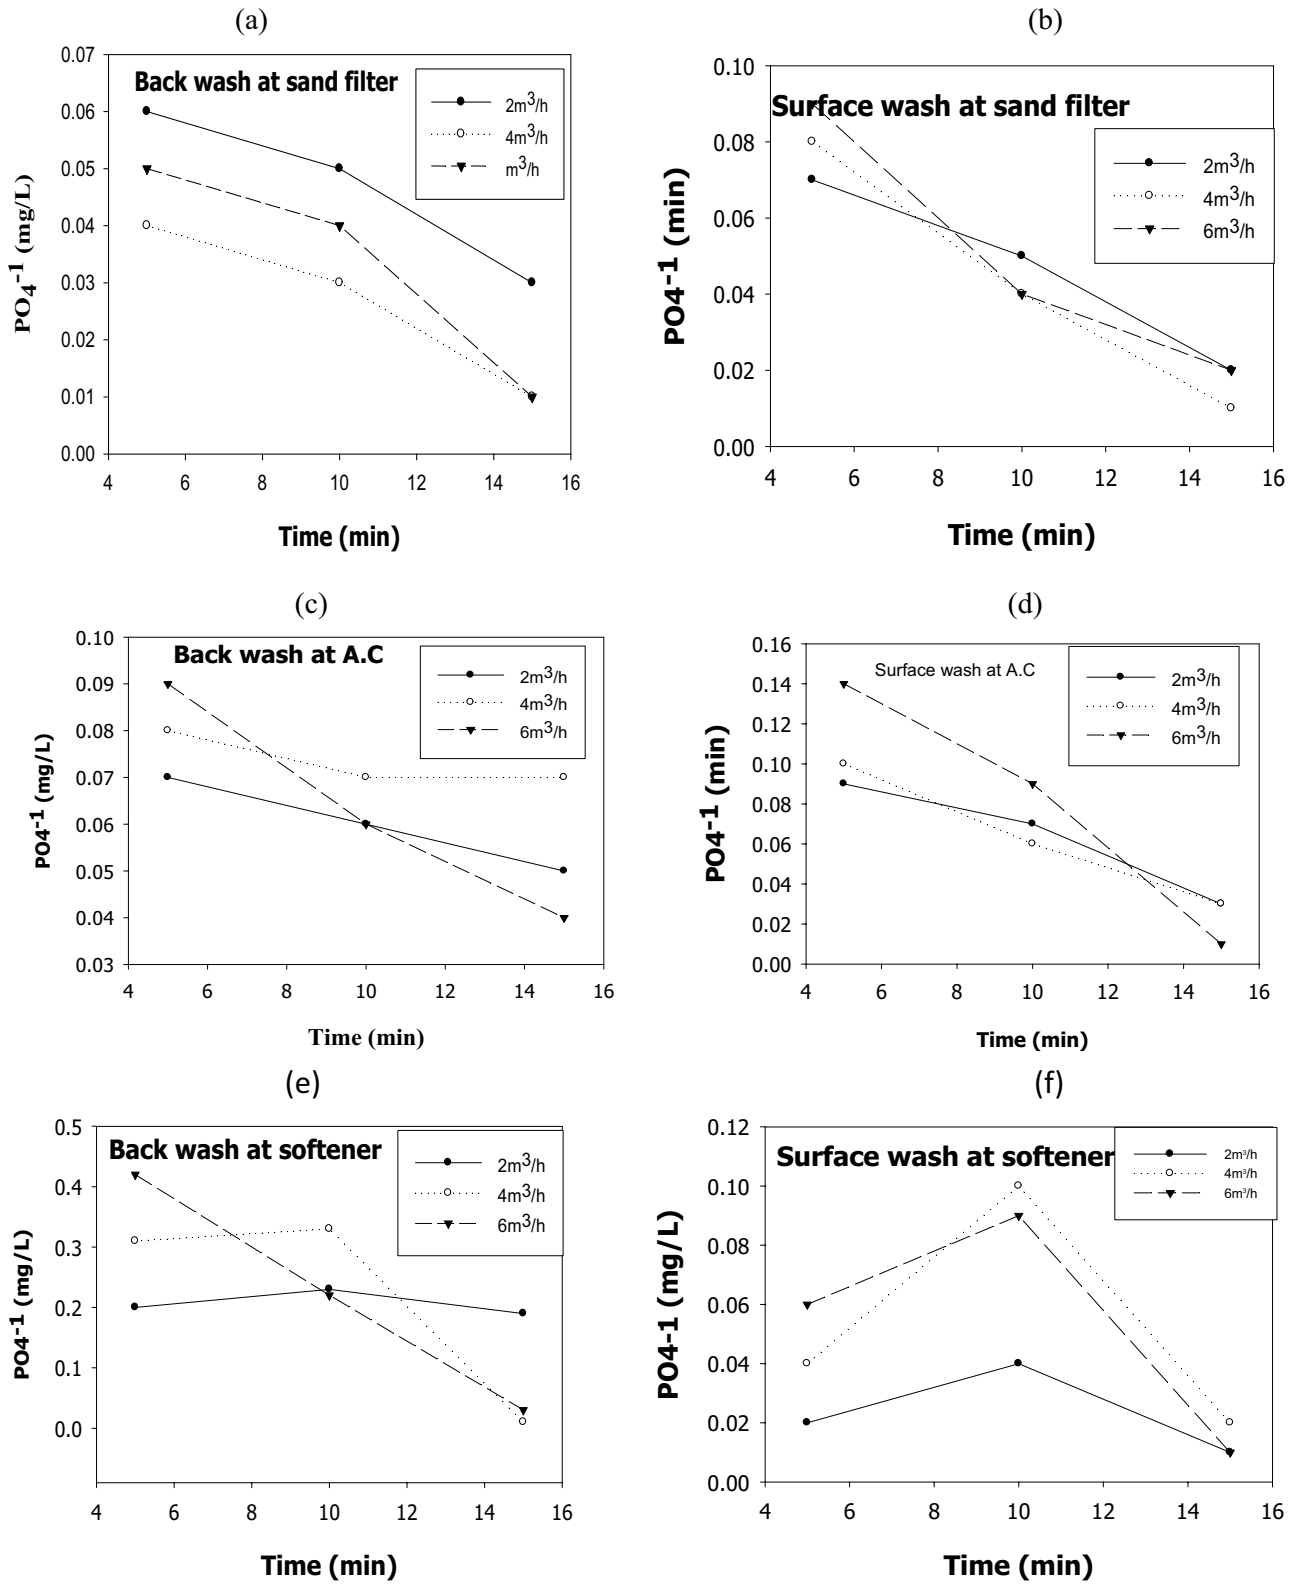 (a)
Back wash at sand filter
2m³/h
4m³/h
m³/h
0.07
0.06
0.05
0.04
0.03
0.02
0.01
0.00
PO₄⁻¹ (mg/L)
4 6 8 10 12 14 16
Time (min)
(b)
Surface wash at sand filter
2m³/h
4m³/h
6m³/h
0.10
0.08
0.06
0.04
0.02
0.00
PO4⁻¹ (min)
4 6 8 10 12 14 16
Time (min)
(c)
Back wash at A.C
2m³/h
4m³/h
6m³/h
0.10
0.09
0.08
0.07
0.06
0.05
0.04
0.03
PO4⁻¹ (mg/L)
4 6 8 10 12 14 16
Time (min)
(d)
Surface wash at A.C
2m³/h
4m³/h
6m³/h
0.16
0.14
0.12
0.10
0.08
0.06
0.04
0.02
0.00
PO4⁻¹ (min)
4 6 8 10 12 14 16
Time (min)
(e)
Back wash at softener
2m³/h
4m³/h
6m³/h
0.5
0.4
0.3
0.2
0.1
0.0
PO4⁻¹ (mg/L)
4 6 8 10 12 14 16
Time (min)
(f)
Surface wash at softener
2m³/h
4m³/h
6m³/h
0.12
0.10
0.08
0.06
0.04
0.02
0.00
PO4-1 (mg/L)
4 6 8 10 12 14 16
Time (min)